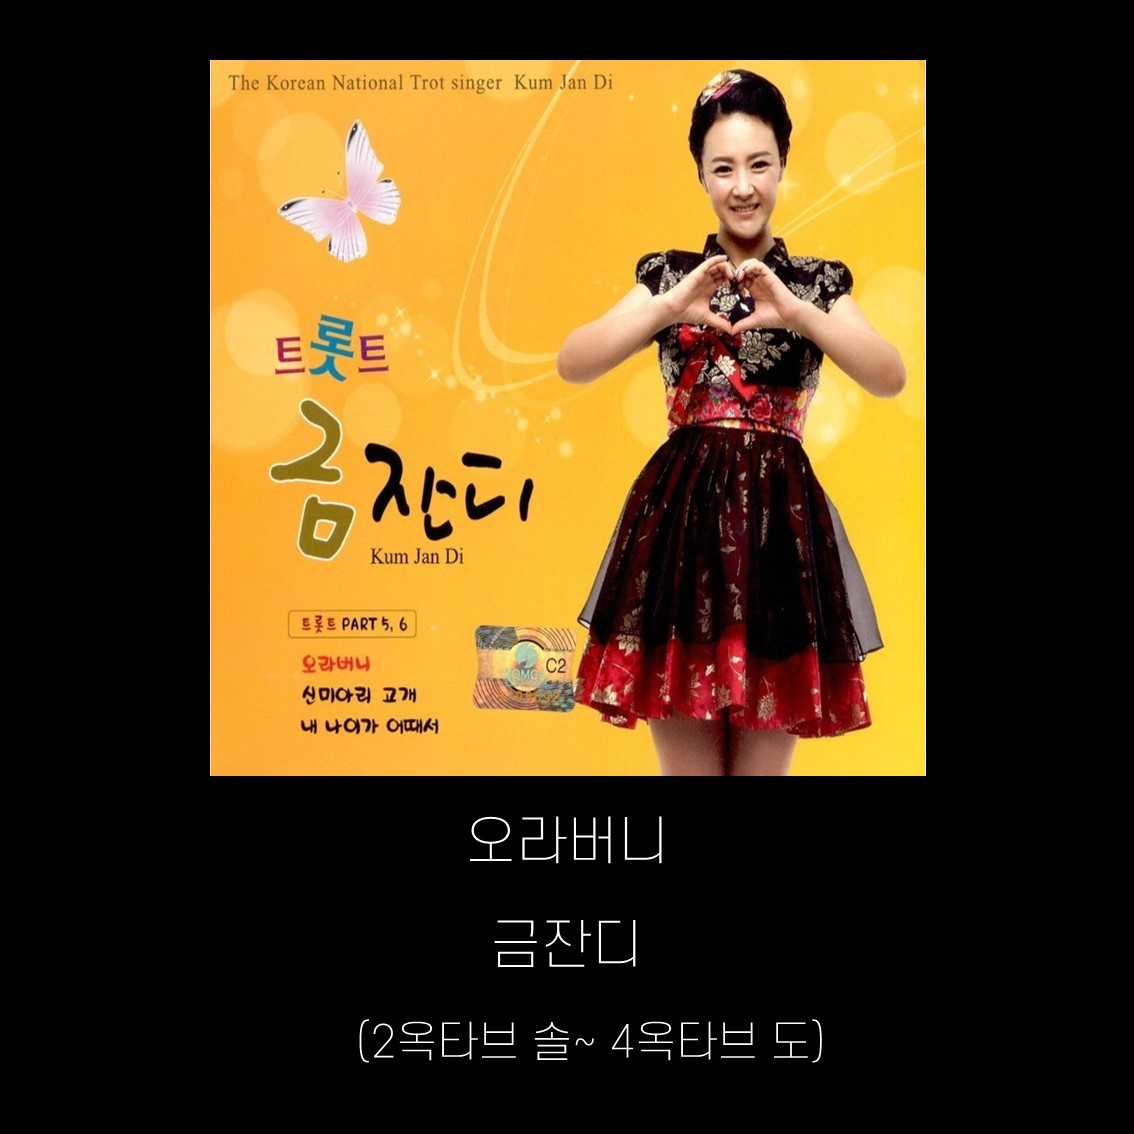 The Korean National Trot singer Kum Jan Di
트롯트
금잔디
Kum Jan Di
트롯트 PART 5, 6
오라버니
신미아리 고개
내 나이가 어때서
C2
오라버니
금잔디
(2옥타브 솔~ 4옥타브 도)